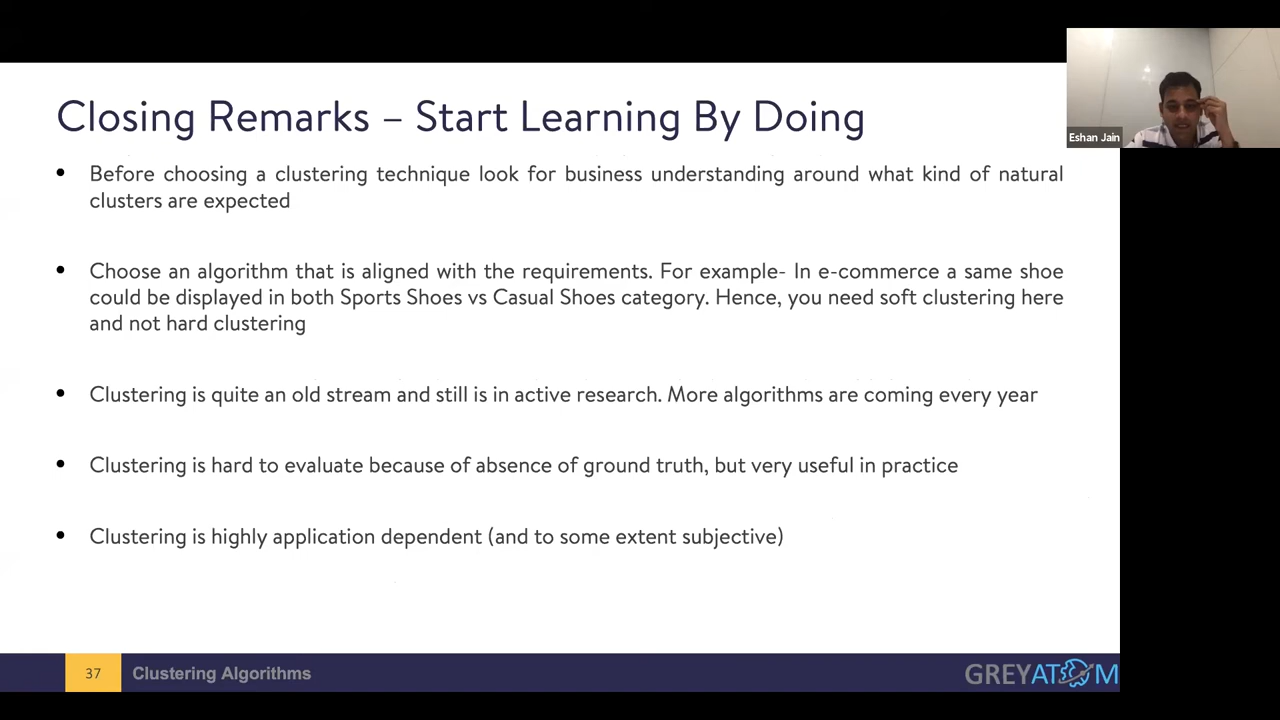 Closing Remarks – Start Learning By Doing
Eshan Jain
• Before choosing a clustering technique look for business understanding around what kind of natural
clusters are expected
• Choose an algorithm that is aligned with the requirements. For example- In e-commerce a same shoe
could be displayed in both Sports Shoes vs Casual Shoes category. Hence, you need soft clustering here
and not hard clustering
• Clustering is quite an old stream and still is in active research. More algorithms are coming every year
• Clustering is hard to evaluate because of absence of ground truth, but very useful in practice
• Clustering is highly application dependent (and to some extent subjective)
37
Clustering Algorithms
GREYATOM